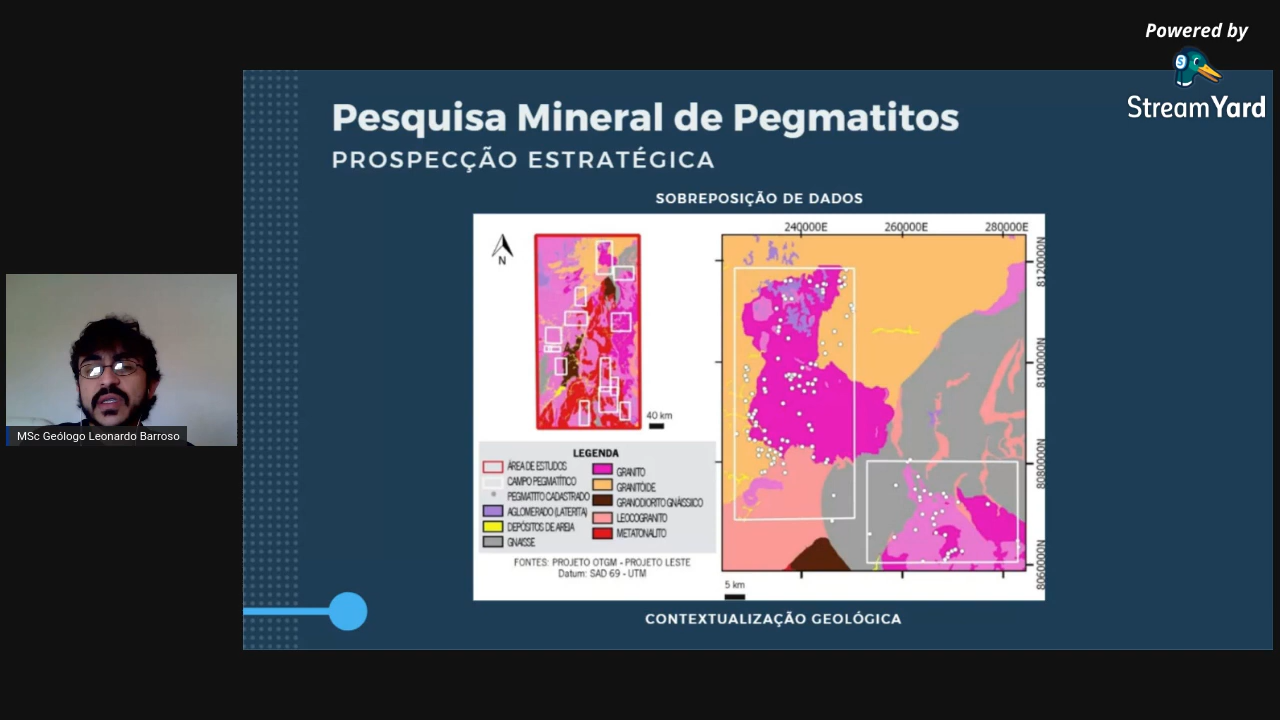 Powered by
StreamYard
Pesquisa Mineral de Pegmatitos
PROSPECÇÃO ESTRATÉGICA
SOBREPOSIÇÃO DE DADOS
240000E 260000E 280000E
8120000N
8100000N
8080000N
8060000N
N
40 km
LEGENDA
ÁREA DE ESTUDOS
CAMPO PEGMATÍTICO
PEGMATITO CADASTRADO
AGLOMERADO (LATERITA)
DEPÓSITOS DE AREIA
GNAISSE
GRANITO
GRANITÓIDE
GRANODIORITO GNÁISSICO
LEOCOGRANITO
METATONALITO
FONTES: PROJETO OTGM - PROJETO LESTE
Datum: SAD 69 - UTM
5 km
CONTEXTUALIZAÇÃO GEOLÓGICA
MSc Geólogo Leonardo Barroso